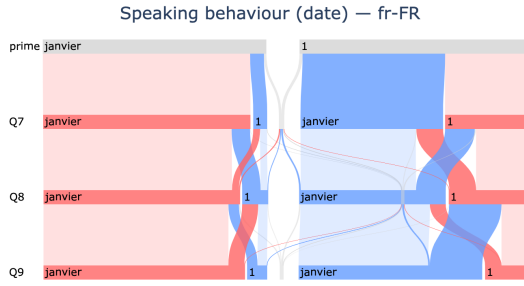 Speaking behaviour (date) — fr-FR
prime janvier 1
Q7 janvier 1 janvier 1
Q8 janvier 1 janvier 1
Q9 janvier 1 janvier 1